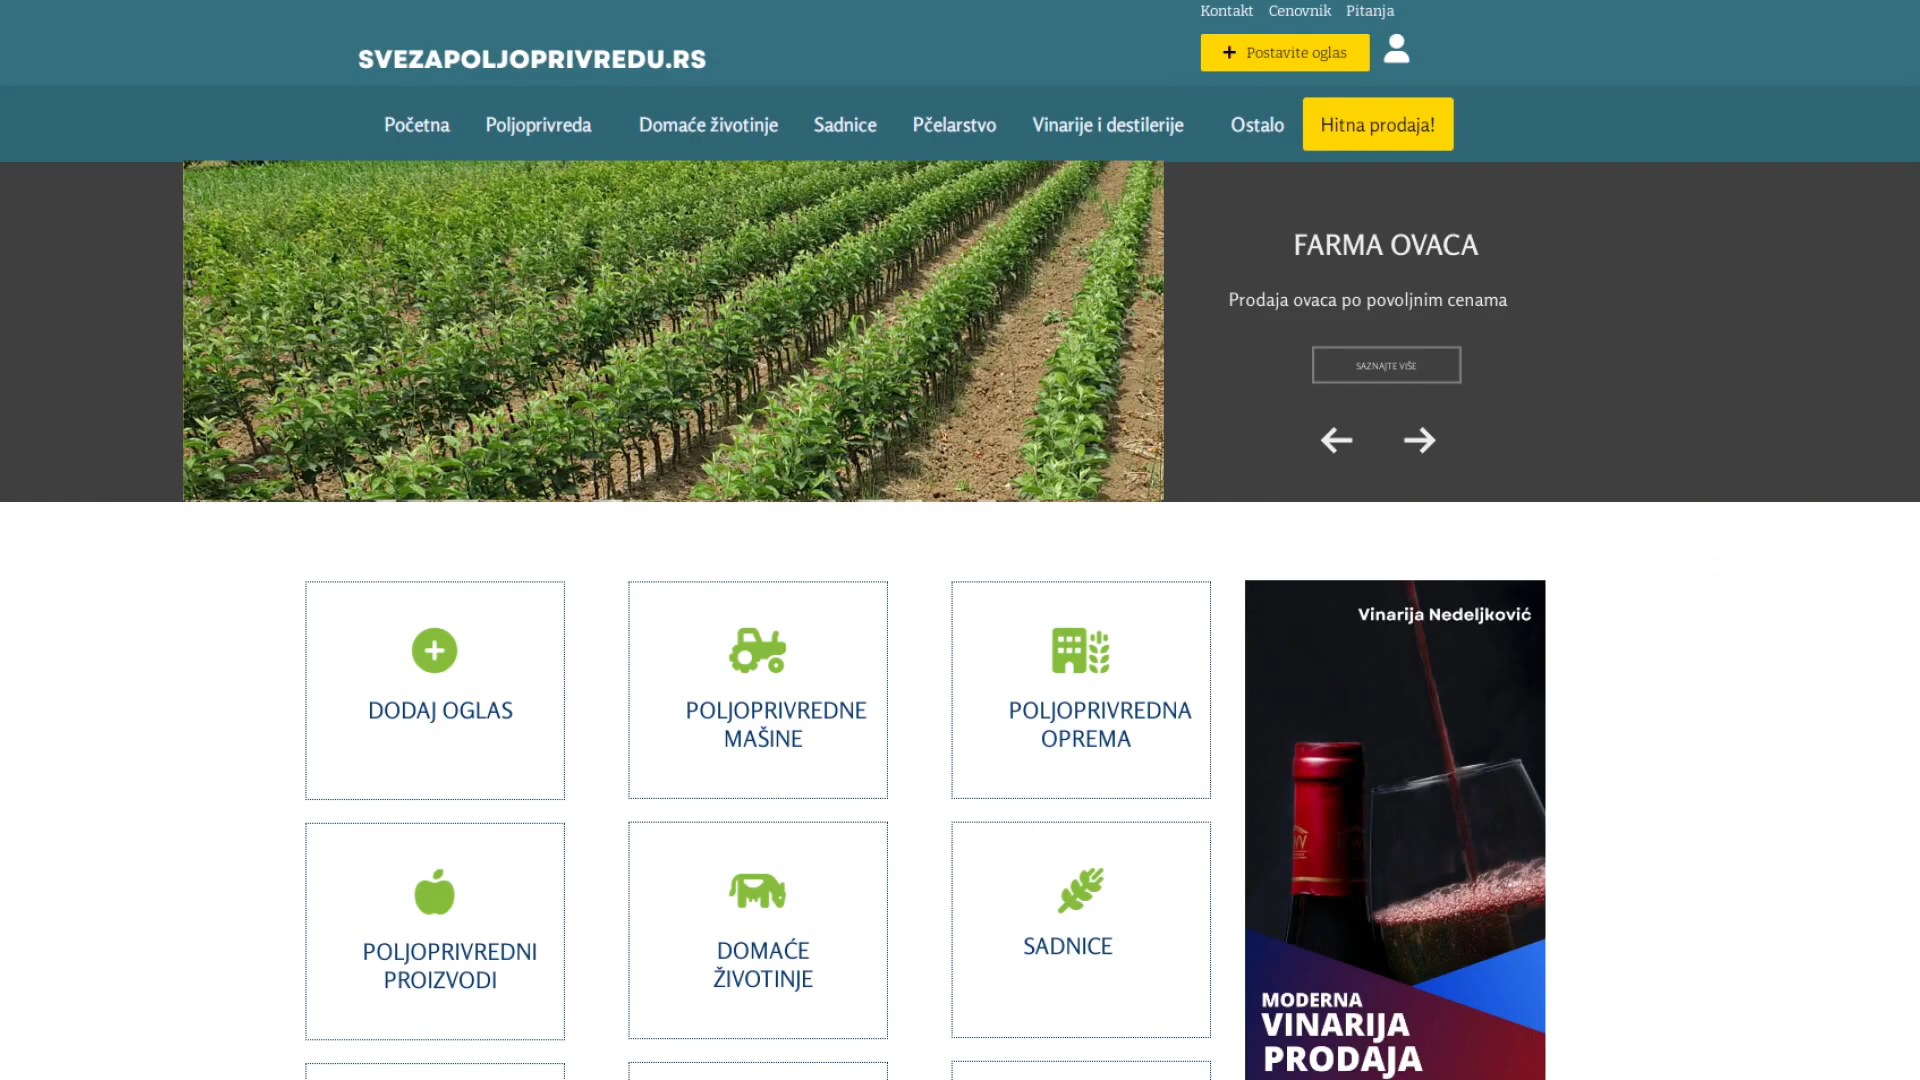 Kontakt Cenovnik Pitanja
SVEZAPOLJOPRIVREDU.RS
Postavite oglas
Početna Poljoprivreda Domaće životinje Sadnice Pčelarstvo Vinarije i destilerije Ostalo Hitna prodaja!
FARMA OVACA
Prodaja ovaca po povoljnim cenama
SAZNAJTE VIŠE
DODAJ OGLAS
POLJOPRIVREDNE
MAŠINE
POLJOPRIVREDNA
OPREMA
POLJOPRIVREDNI
PROIZVODI
DOMAĆE
ŽIVOTINJE
SADNICE
Vinarija Nedeljković
MODERNA
VINARIJA
PRODAJA